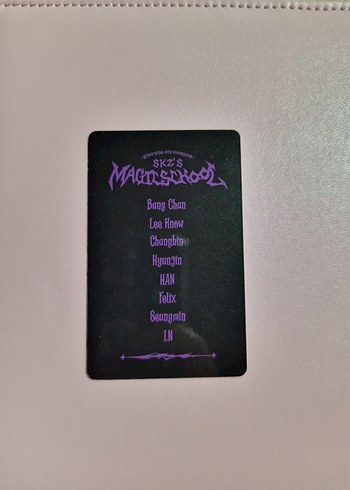 SKZ'S
MAGIC SCHOOL
Bang Chan
Lee Know
Changbin
Hyunjin
HAN
Felix
Seungmin
I.N